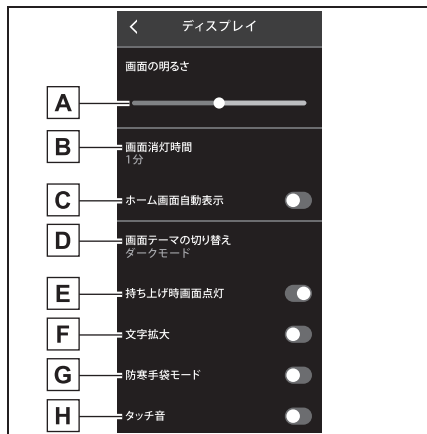 ディスプレイ
画面の明るさ
A
B
画面消灯時間
1分
C
ホーム画面自動表示
D
画面テーマの切り替え
ダークモード
E
持ち上げ時画面点灯
F
文字拡大
G
防寒手袋モード
H
タッチ音